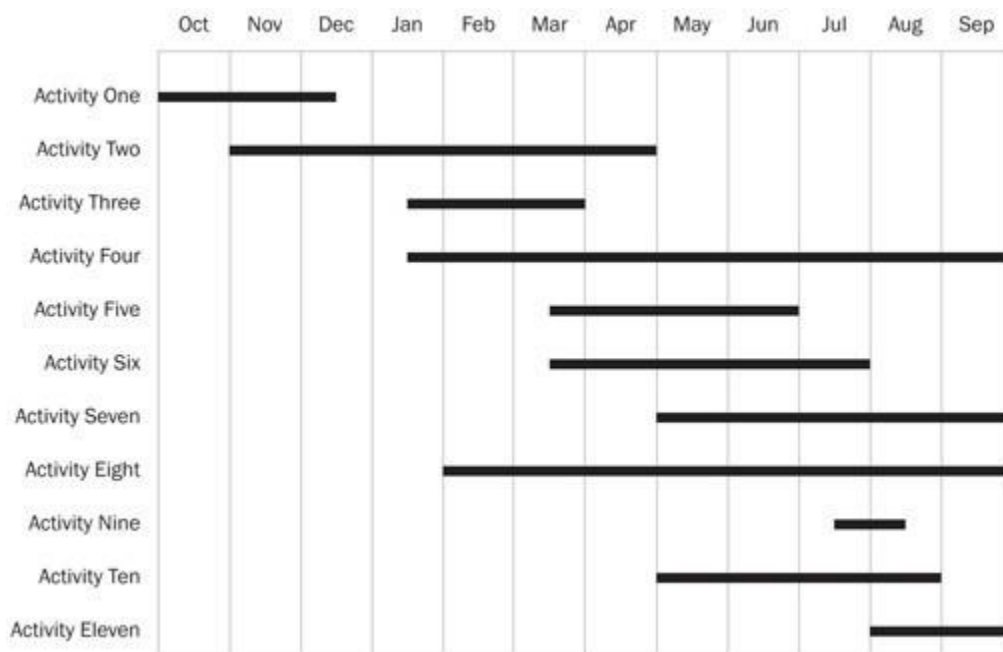 Oct Nov Dec Jan Feb Mar Apr May Jun Jul Aug Sep
Activity One
Activity Two
Activity Three
Activity Four
Activity Five
Activity Six
Activity Seven
Activity Eight
Activity Nine
Activity Ten
Activity Eleven